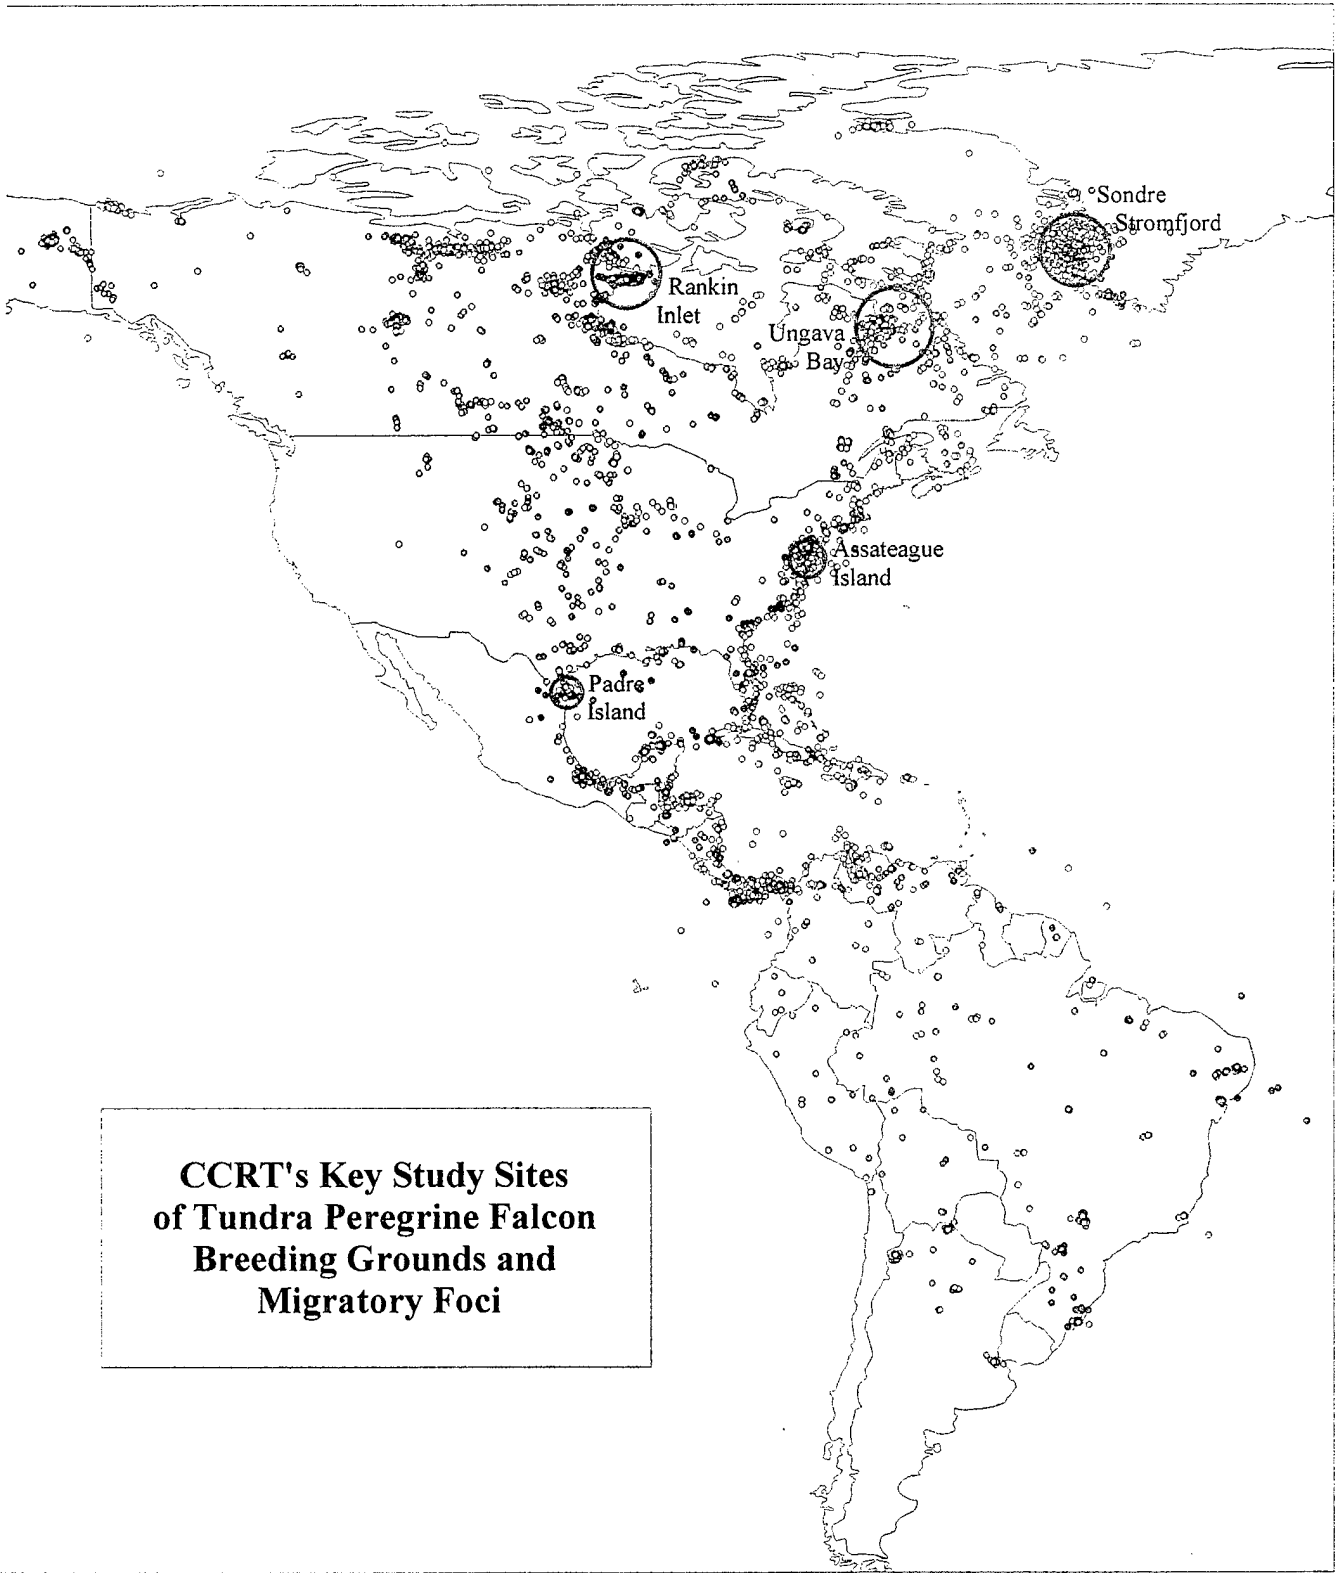 Sondre
Stromfjord
Rankin
Inlet
Ungava
Bay
Assateague
Island
Padre
Island
CCRT's Key Study Sites
of Tundra Peregrine Falcon
Breeding Grounds and
Migratory Foci